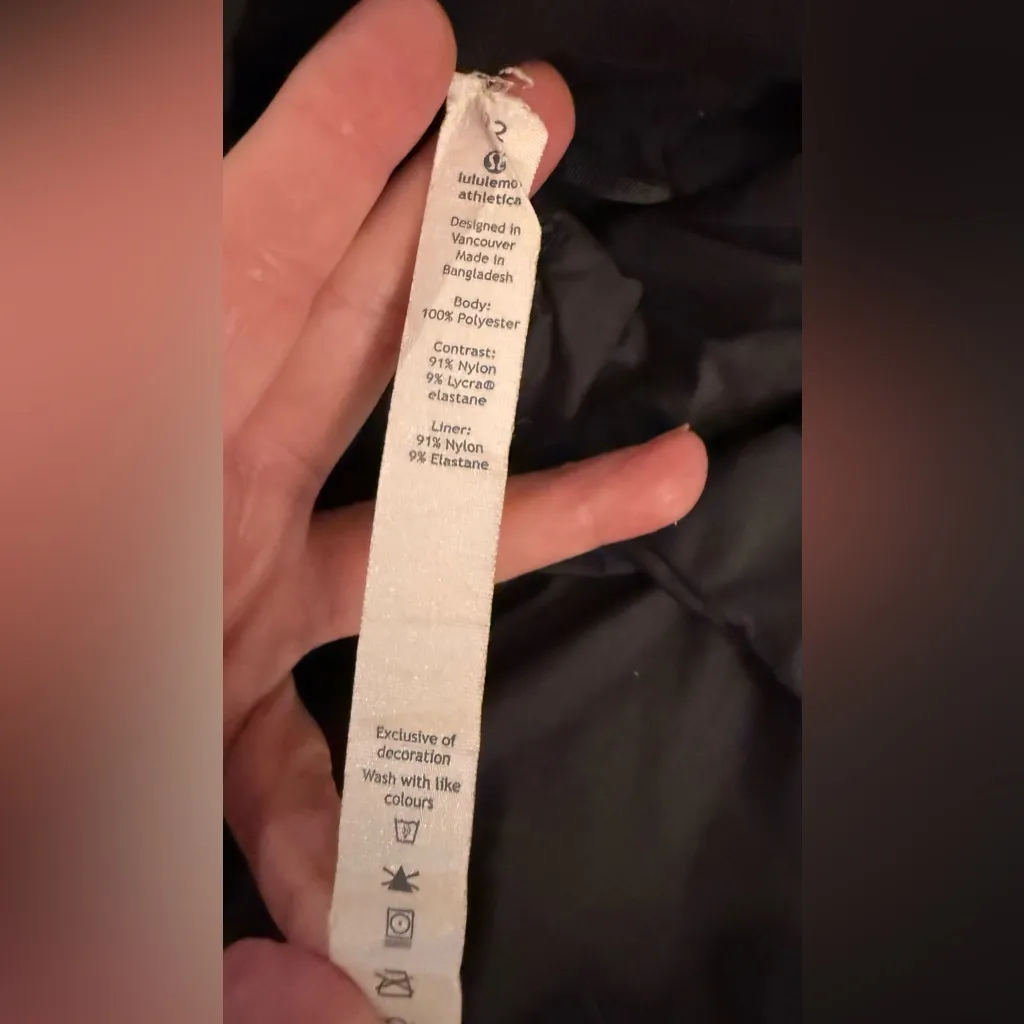 lululemo
athletica
Designed in
Vancouver
Made in
Bangladesh
Body:
100% Polyester
Contrast:
91% Nylon
9% Lycra®
elastane
Liner:
91% Nylon
9% Elastane
Exclusive of
decoration
Wash with like
colours